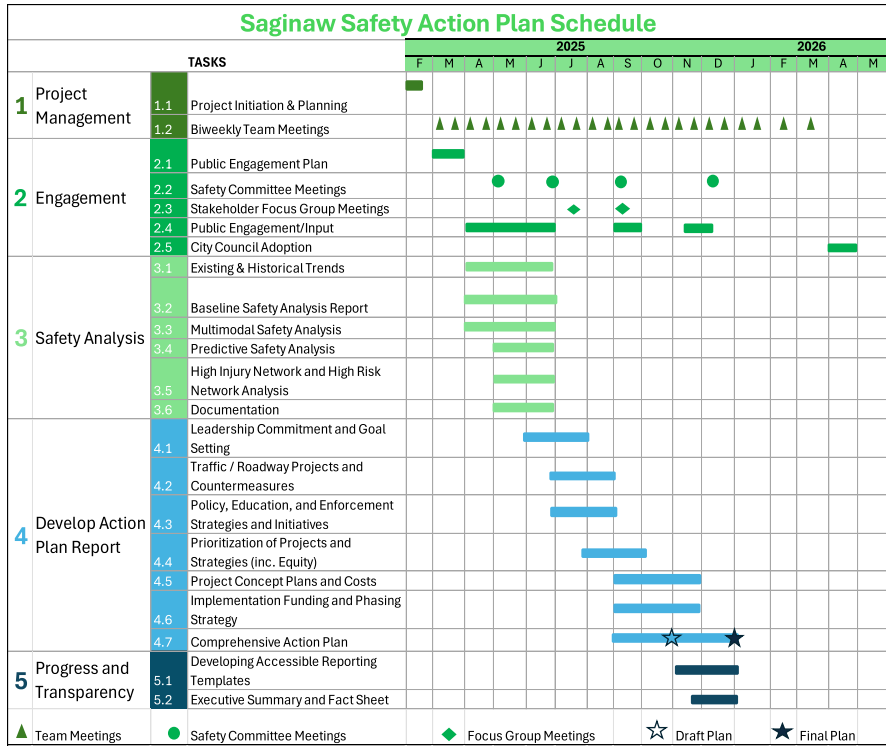 Saginaw Safety Action Plan Schedule
2025 2026
TASKS F M A M J J A S O N D J F M A M
1 Project
Management
1.1 Project Initiation & Planning
1.2 Biweekly Team Meetings
2 Engagement
2.1 Public Engagement Plan
2.2 Safety Committee Meetings
2.3 Stakeholder Focus Group Meetings
2.4 Public Engagement/Input
2.5 City Council Adoption
3 Safety Analysis
3.1 Existing & Historical Trends
3.2 Baseline Safety Analysis Report
3.3 Multimodal Safety Analysis
3.4 Predictive Safety Analysis
High Injury Network and High Risk
3.5 Network Analysis
3.6 Documentation
4 Develop Action
Plan Report
Leadership Commitment and Goal
4.1 Setting
Traffic / Roadway Projects and
4.2 Countermeasures
Policy, Education, and Enforcement
4.3 Strategies and Initiatives
Prioritization of Projects and
4.4 Strategies (inc. Equity)
4.5 Project Concept Plans and Costs
Implementation Funding and Phasing
4.6 Strategy
4.7 Comprehensive Action Plan
5 Progress and
Transparency
Developing Accessible Reporting
5.1 Templates
5.2 Executive Summary and Fact Sheet
Team Meetings Safety Committee Meetings Focus Group Meetings Draft Plan Final Plan